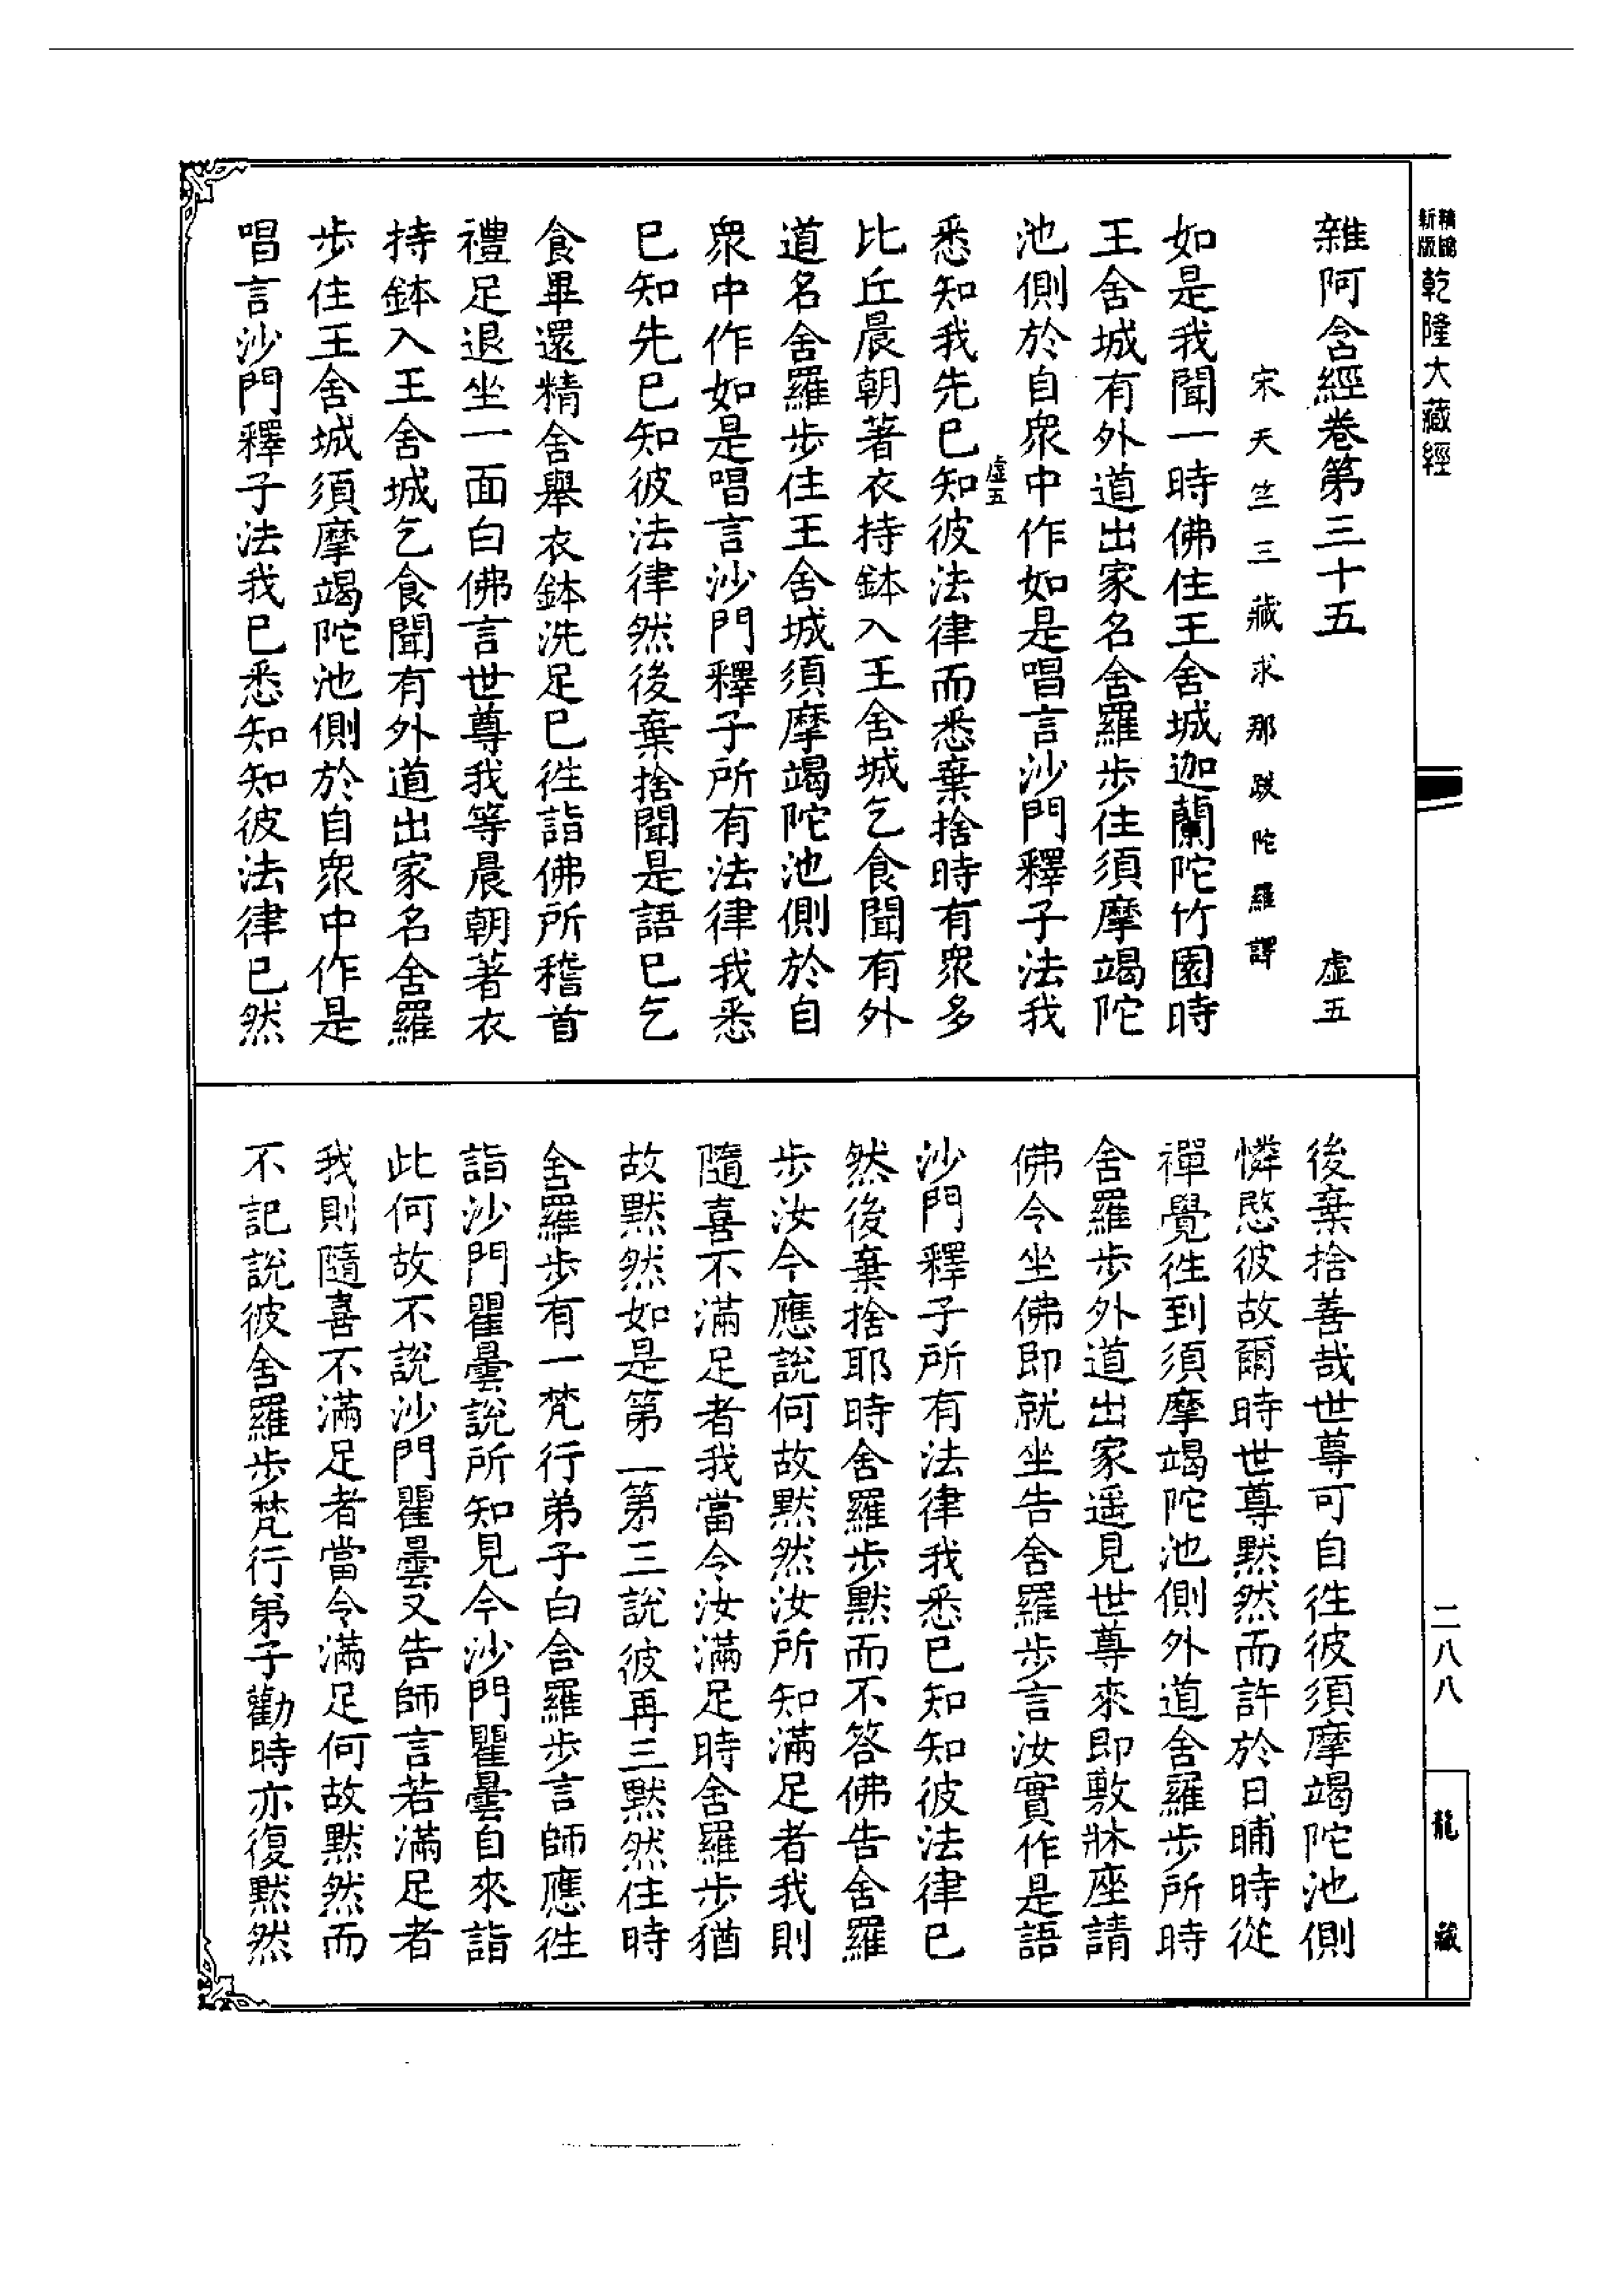 精縮新版乾隆大藏經
雜阿含經卷第三十五　虛五
宋天竺三藏求那跋陀羅譯
如是我聞一時佛住王舍城迦蘭陀竹園時
王舍城有外道出家名舍羅步住須摩竭陀
池側於自衆中作如是唱言沙門釋子法我
虛五
悉知我先已知彼法律而悉棄捨時有衆多
比丘晨朝著衣持鉢入王舍城乞食聞有外
道名舍羅步住王舍城須摩竭陀池側於自
衆中作如是唱言沙門釋子所有法律我悉
已知先已知彼法律然後棄捨聞是語已乞
食畢還精舍舉衣鉢洗足已徃詣佛所稽首
禮足退坐一面白佛言世尊我等晨朝著衣
持鉢入王舍城乞食聞有外道出家名舍羅
步住王舍城須摩竭陀池側於自衆中作是
唱言沙門釋子法我已悉知知彼法律已然
後棄捨善哉世尊可自徃彼須摩竭陀池側
憐愍彼故爾時世尊默然而許於日晡時從
禪覺徃到須摩竭陀池側外道舍羅步所時
舍羅步外道出家遥見世尊來即敷牀座請
佛令坐佛即就坐告舍羅步言汝實作是語
沙門釋子所有法律我悉已知知彼法律已
然後棄捨耶時舍羅步默而不答佛告舍羅
步汝今應説何故默然汝所知滿足者我則
隨喜不滿足者我當令汝滿足時舍羅步猶
故默然如是第二第三説彼再三默然住時
舍羅步有一梵行弟子白舍羅步言師應徃
詣沙門瞿曇説所知見今沙門瞿曇自來詣
此何故不説沙門瞿曇又告師言若滿足者
我則隨喜不滿足者當令滿足何故默然而
不記説彼舍羅步梵行弟子勸時亦復默然
二八八
龍藏